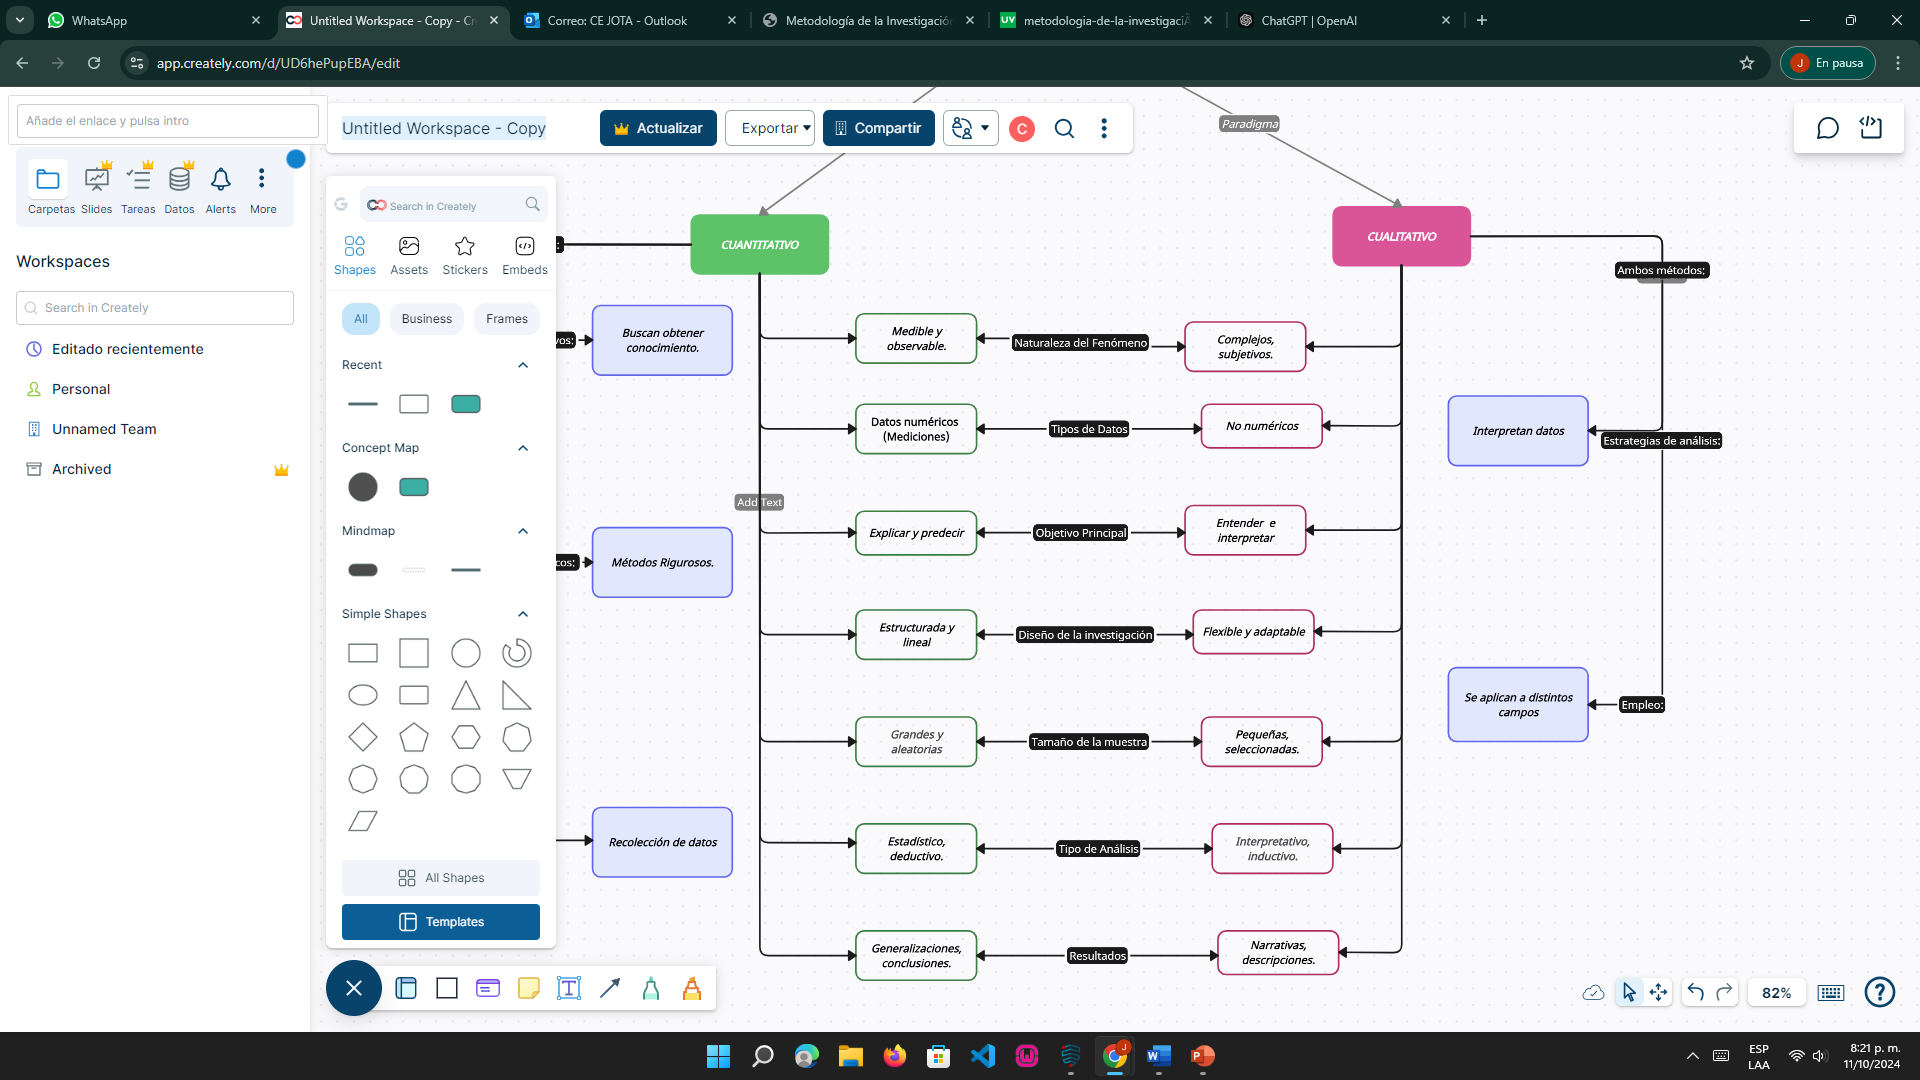 WhatsApp
Untitled Workspace - Copy - Cr
Correo: CE JOTA - Outlook
Metodología de la Investigación
metodologia-de-la-investigaciÃ
ChatGPT | OpenAI
app.creately.com/d/UD6hePupEBA/edit
J
En pausa
Añade el enlace y pulsa intro
Untitled Workspace - Copy
Actualizar
Exportar
Compartir
C
Carpetas
Slides
Tareas
Datos
Alerts
More
Workspaces
Search in Creately
Editado recientemente
Personal
Unnamed Team
Archived
Search in Creately
Shapes
Assets
Stickers
Embeds
All
Business
Frames
Recent
Concept Map
Mindmap
Simple Shapes
All Shapes
Templates
Paradigma
CUANTITATIVO
CUALITATIVO
Ambos métodos:
vos:
Buscan obtener
conocimiento.
Medible y
observable.
Naturaleza del Fenómeno
Complejos,
subjetivos.
Datos numéricos
(Mediciones)
Tipos de Datos
No numéricos
Interpretan datos
Estrategias de análisis:
Add Text
cos:
Métodos Rigurosos.
Explicar y predecir
Objetivo Principal
Entender e
interpretar
Estructurada y
lineal
Diseño de la investigación
Flexible y adaptable
Se aplican a distintos
campos
Empleo:
Grandes y
aleatorias
Tamaño de la muestra
Pequeñas,
seleccionadas.
Recolección de datos
Estadístico,
deductivo.
Tipo de Análisis
Interpretativo,
inductivo.
Generalizaciones,
conclusiones.
Resultados
Narrativas,
descripciones.
82%
ESP
LAA
8:21 p. m.
11/10/2024